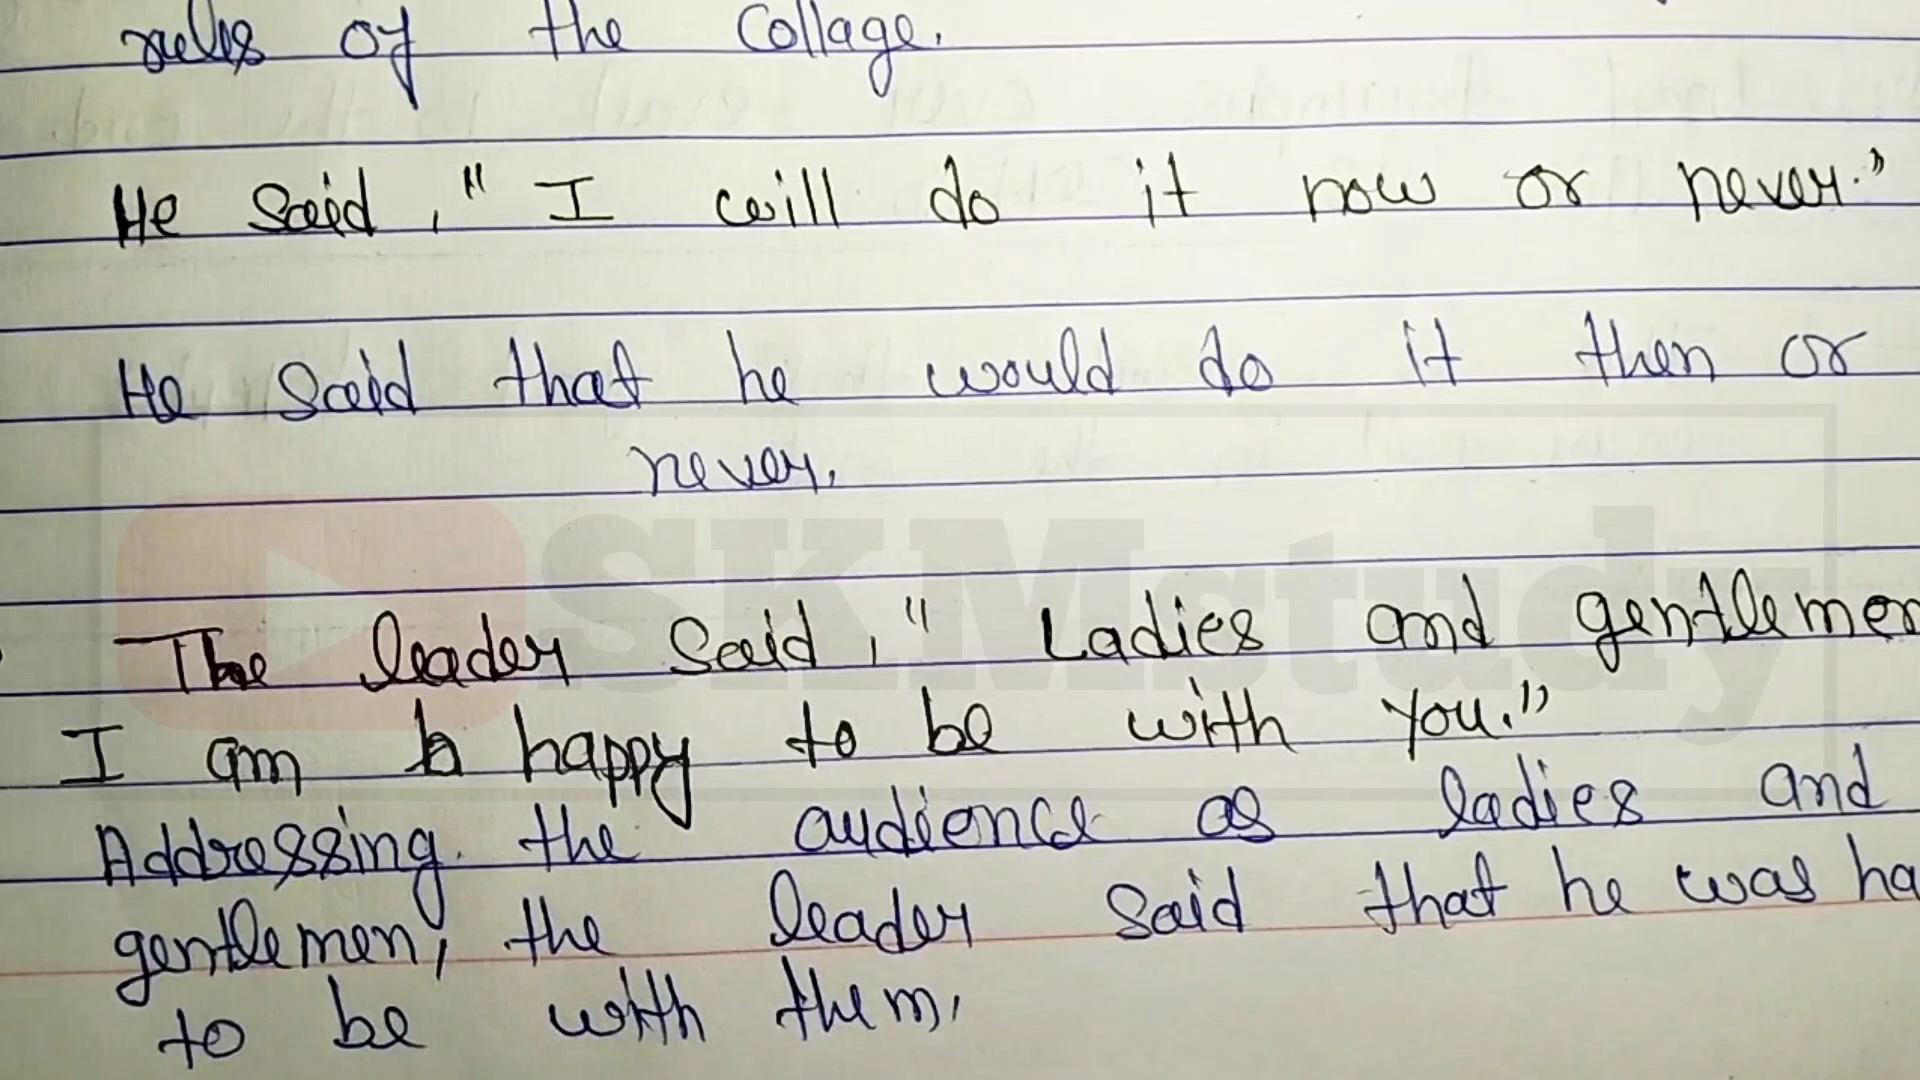 rules of the Collage.
He Said, " I will do it now or never."
He Said that he would do it then or
never.
The leader Said, " Ladies and gentlemen
I am h happy to be with you."
Addressing the audience as ladies and
gentlemen, the leader Said that he was ha
to be with them.
SKMstudy